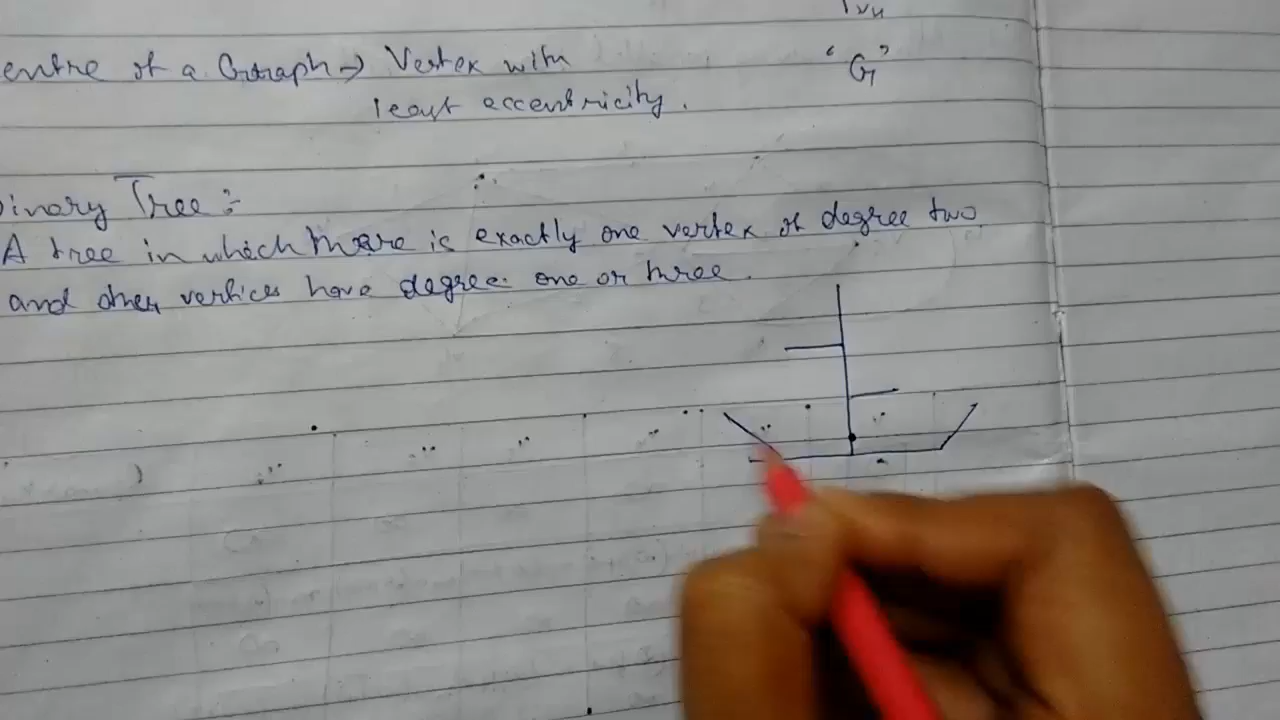 entre of a Graph → Vertex with
least eccentricity.
"G"
Binary Tree :-
A tree in which there is exactly one vertex of degree two
and other vertices have degree one or three.